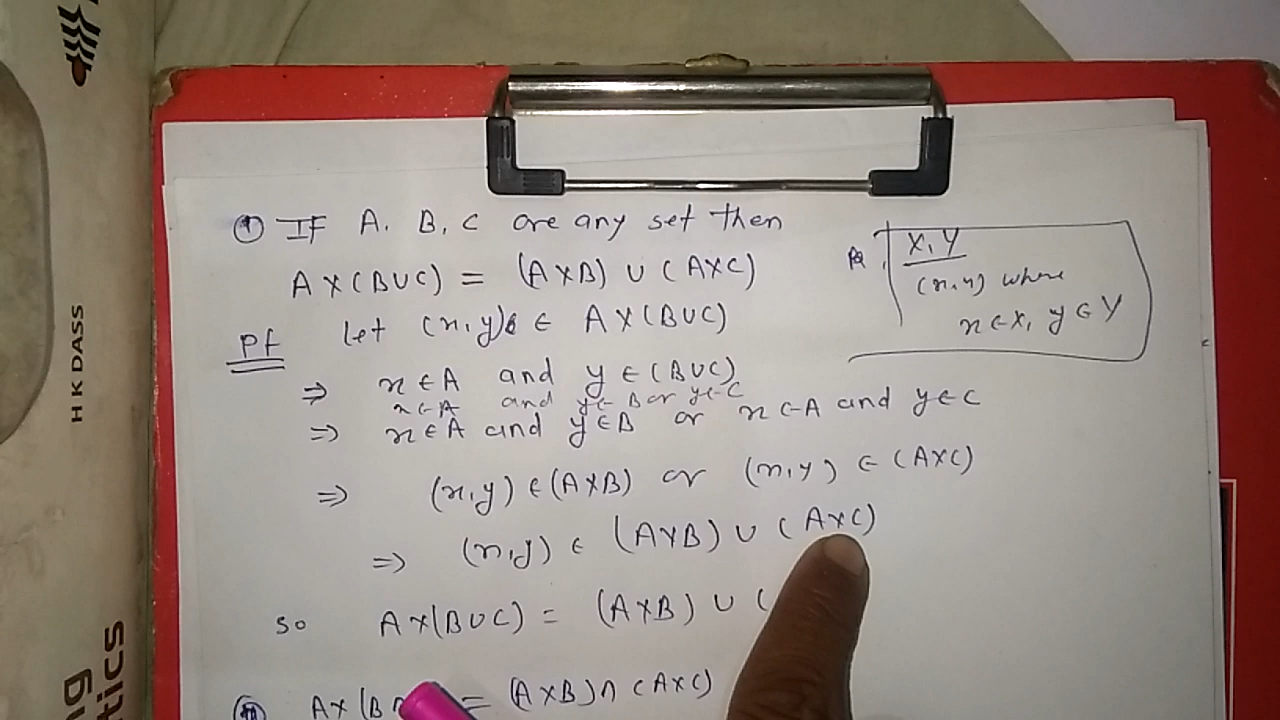 ① IF A, B, C are any set then
A×(B∪C) = (A×B) ∪ (A×C)
Pf let (x,y) ∈ A×(B∪C)
⇒ x∈A and y∈(B∪C)
x∈A and y∈B or y∈C
⇒ x∈A and y∈B or x∈A and y∈C
⇒ (x,y) ∈ (A×B) or (x,y) ∈ (A×C)
⇒ (x,y) ∈ (A×B) ∪ (A×C)
so A×(B∪C) = (A×B) ∪ (
A×(B∩ = (A×B)∩(A×C)
X, Y
(x,y) where
x∈X, y∈Y
H K DASS